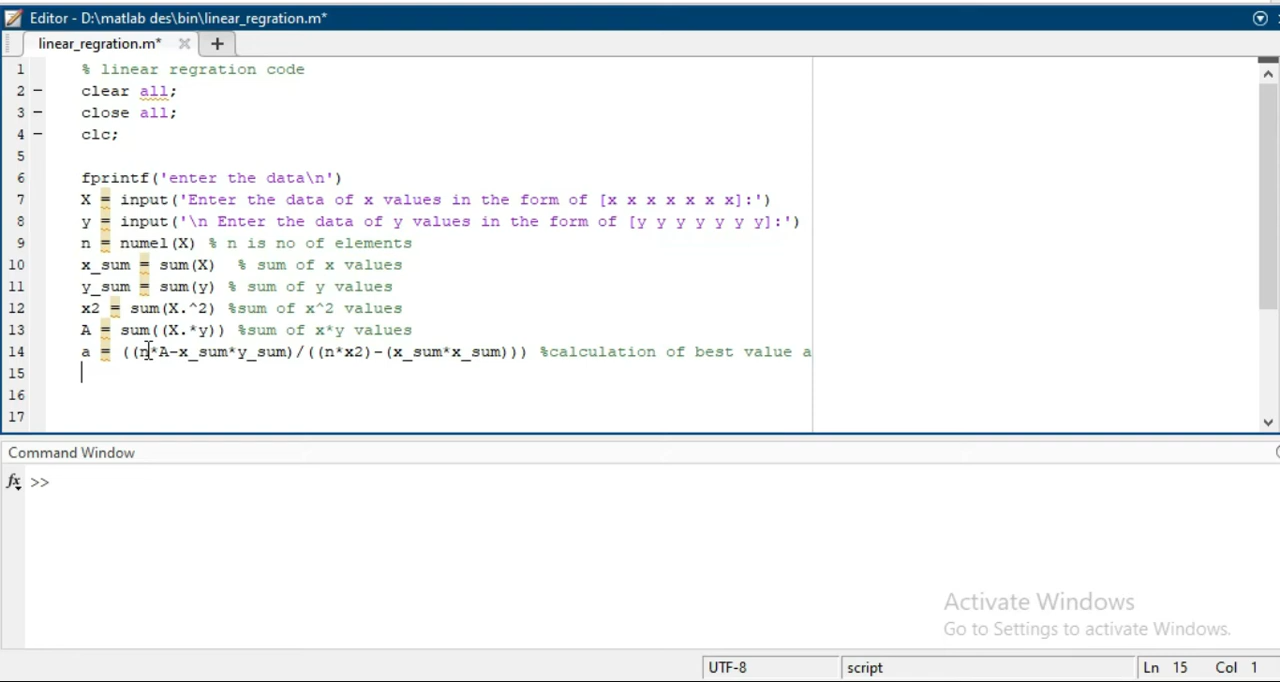 Editor - D:\matlab des\bin\linear_regration.m*
linear_regration.m* × +
1 % linear regration code
2 - clear all;
3 - close all;
4 - clc;
5
6 fprintf('enter the data\n')
7 X = input('Enter the data of x values in the form of [x x x x x x x]:')
8 y = input('\n Enter the data of y values in the form of [y y y y y y y]:')
9 n = numel(X) % n is no of elements
10 x_sum = sum(X) % sum of x values
11 y_sum = sum(y) % sum of y values
12 x2 = sum(X.^2) %sum of x^2 values
13 A = sum((X.*y)) %sum of x*y values
14 a = ((n*A-x_sum*y_sum)/((n*x2)-(x_sum*x_sum))) %calculation of best value a
15
16
17
Command Window
fx >>
Activate Windows
Go to Settings to activate Windows.
UTF-8 script Ln 15 Col 1